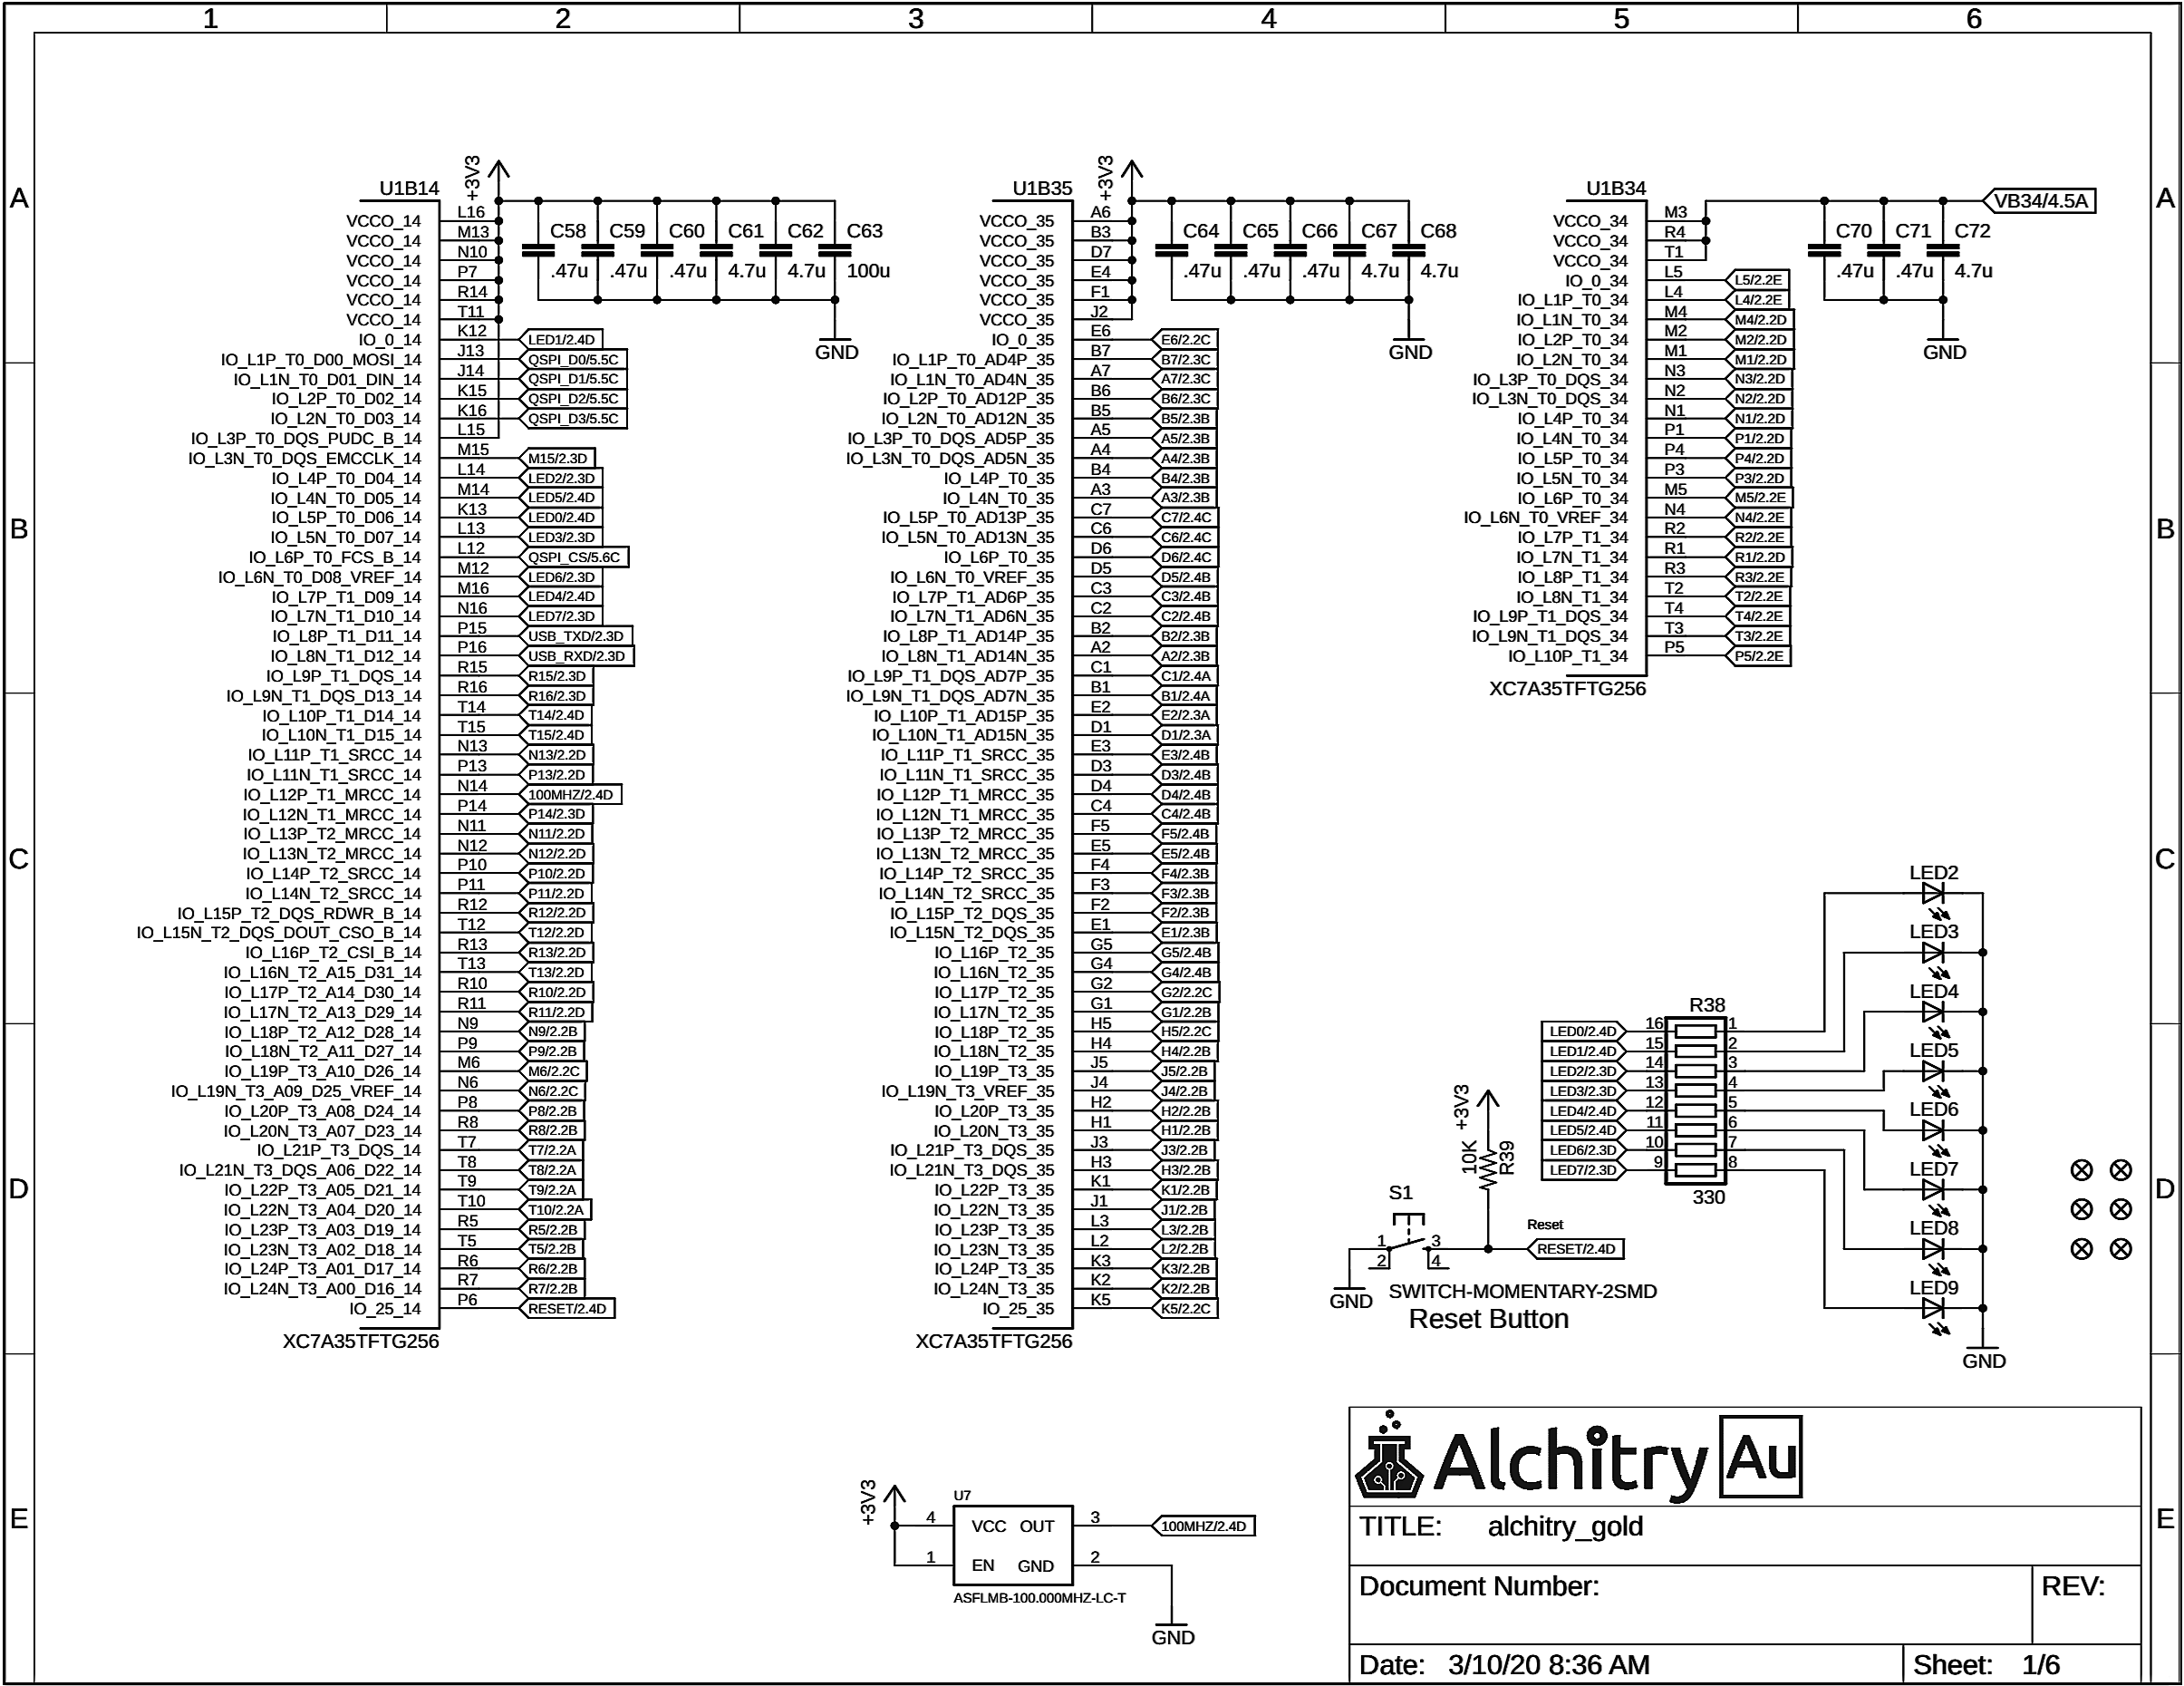 1 2 3 4 5 6
A A
B B
C C
D D
E E
U1B14
+3V3
VCCO_14 L16
VCCO_14 M13
VCCO_14 N10
VCCO_14 P7
VCCO_14 R14
VCCO_14 T11
IO_0_14 K12 LED1/2.4D
IO_L1P_T0_D00_MOSI_14 J13 QSPI_D0/5.5C
IO_L1N_T0_D01_DIN_14 J14 QSPI_D1/5.5C
IO_L2P_T0_D02_14 K15 QSPI_D2/5.5C
IO_L2N_T0_D03_14 K16 QSPI_D3/5.5C
IO_L3P_T0_DQS_PUDC_B_14 L15
IO_L3N_T0_DQS_EMCCLK_14 M15 M15/2.3D
IO_L4P_T0_D04_14 L14 LED2/2.3D
IO_L4N_T0_D05_14 M14 LED5/2.4D
IO_L5P_T0_D06_14 K13 LED0/2.4D
IO_L5N_T0_D07_14 L13 LED3/2.3D
IO_L6P_T0_FCS_B_14 L12 QSPI_CS/5.6C
IO_L6N_T0_D08_VREF_14 M12 LED6/2.3D
IO_L7P_T1_D09_14 M16 LED4/2.4D
IO_L7N_T1_D10_14 N16 LED7/2.3D
IO_L8P_T1_D11_14 P15 USB_TXD/2.3D
IO_L8N_T1_D12_14 P16 USB_RXD/2.3D
IO_L9P_T1_DQS_14 R15 R15/2.3D
IO_L9N_T1_DQS_D13_14 R16 R16/2.3D
IO_L10P_T1_D14_14 T14 T14/2.4D
IO_L10N_T1_D15_14 T15 T15/2.4D
IO_L11P_T1_SRCC_14 N13 N13/2.2D
IO_L11N_T1_SRCC_14 P13 P13/2.2D
IO_L12P_T1_MRCC_14 N14 100MHZ/2.4D
IO_L12N_T1_MRCC_14 P14 P14/2.3D
IO_L13P_T2_MRCC_14 N11 N11/2.2D
IO_L13N_T2_MRCC_14 N12 N12/2.2D
IO_L14P_T2_SRCC_14 P10 P10/2.2D
IO_L14N_T2_SRCC_14 P11 P11/2.2D
IO_L15P_T2_DQS_RDWR_B_14 R12 R12/2.2D
IO_L15N_T2_DQS_DOUT_CSO_B_14 T12 T12/2.2D
IO_L16P_T2_CSI_B_14 R13 R13/2.2D
IO_L16N_T2_A15_D31_14 T13 T13/2.2D
IO_L17P_T2_A14_D30_14 R10 R10/2.2D
IO_L17N_T2_A13_D29_14 R11 R11/2.2D
IO_L18P_T2_A12_D28_14 N9 N9/2.2B
IO_L18N_T2_A11_D27_14 P9 P9/2.2B
IO_L19P_T3_A10_D26_14 M6 M6/2.2C
IO_L19N_T3_A09_D25_VREF_14 N6 N6/2.2C
IO_L20P_T3_A08_D24_14 P8 P8/2.2B
IO_L20N_T3_A07_D23_14 R8 R8/2.2B
IO_L21P_T3_DQS_14 T7 T7/2.2A
IO_L21N_T3_DQS_A06_D22_14 T8 T8/2.2A
IO_L22P_T3_A05_D21_14 T9 T9/2.2A
IO_L22N_T3_A04_D20_14 T10 T10/2.2A
IO_L23P_T3_A03_D19_14 R5 R5/2.2B
IO_L23N_T3_A02_D18_14 T5 T5/2.2B
IO_L24P_T3_A01_D17_14 R6 R6/2.2B
IO_L24N_T3_A00_D16_14 R7 R7/2.2B
IO_25_14 P6 RESET/2.4D
XC7A35TFTG256
C58 C59 C60 C61 C62 C63
.47u .47u .47u 4.7u 4.7u 100u
GND
U1B35
+3V3
VCCO_35 A6
VCCO_35 B3
VCCO_35 D7
VCCO_35 E4
VCCO_35 F1
VCCO_35 J2
IO_0_35 E6 E6/2.2C
IO_L1P_T0_AD4P_35 B7 B7/2.3C
IO_L1N_T0_AD4N_35 A7 A7/2.3C
IO_L2P_T0_AD12P_35 B6 B6/2.3C
IO_L2N_T0_AD12N_35 B5 B5/2.3B
IO_L3P_T0_DQS_AD5P_35 A5 A5/2.3B
IO_L3N_T0_DQS_AD5N_35 A4 A4/2.3B
IO_L4P_T0_35 B4 B4/2.3B
IO_L4N_T0_35 A3 A3/2.3B
IO_L5P_T0_AD13P_35 C7 C7/2.4C
IO_L5N_T0_AD13N_35 C6 C6/2.4C
IO_L6P_T0_35 D6 D6/2.4C
IO_L6N_T0_VREF_35 D5 D5/2.4B
IO_L7P_T1_AD6P_35 C3 C3/2.4B
IO_L7N_T1_AD6N_35 C2 C2/2.4B
IO_L8P_T1_AD14P_35 B2 B2/2.3B
IO_L8N_T1_AD14N_35 A2 A2/2.3B
IO_L9P_T1_DQS_AD7P_35 C1 C1/2.4A
IO_L9N_T1_DQS_AD7N_35 B1 B1/2.4A
IO_L10P_T1_AD15P_35 E2 E2/2.3A
IO_L10N_T1_AD15N_35 D1 D1/2.3A
IO_L11P_T1_SRCC_35 E3 E3/2.4B
IO_L11N_T1_SRCC_35 D3 D3/2.4B
IO_L12P_T1_MRCC_35 D4 D4/2.4B
IO_L12N_T1_MRCC_35 C4 C4/2.4B
IO_L13P_T2_MRCC_35 F5 F5/2.4B
IO_L13N_T2_MRCC_35 E5 E5/2.4B
IO_L14P_T2_SRCC_35 F4 F4/2.3B
IO_L14N_T2_SRCC_35 F3 F3/2.3B
IO_L15P_T2_DQS_35 F2 F2/2.3B
IO_L15N_T2_DQS_35 E1 E1/2.3B
IO_L16P_T2_35 G5 G5/2.4B
IO_L16N_T2_35 G4 G4/2.4B
IO_L17P_T2_35 G2 G2/2.2C
IO_L17N_T2_35 G1 G1/2.2B
IO_L18P_T2_35 H5 H5/2.2C
IO_L18N_T2_35 H4 H4/2.2B
IO_L19P_T3_35 J5 J5/2.2B
IO_L19N_T3_VREF_35 J4 J4/2.2B
IO_L20P_T3_35 H2 H2/2.2B
IO_L20N_T3_35 H1 H1/2.2B
IO_L21P_T3_DQS_35 J3 J3/2.2B
IO_L21N_T3_DQS_35 H3 H3/2.2B
IO_L22P_T3_35 K1 K1/2.2B
IO_L22N_T3_35 J1 J1/2.2B
IO_L23P_T3_35 L3 L3/2.2B
IO_L23N_T3_35 L2 L2/2.2B
IO_L24P_T3_35 K3 K3/2.2B
IO_L24N_T3_35 K2 K2/2.2B
IO_25_35 K5 K5/2.2C
XC7A35TFTG256
C64 C65 C66 C67 C68
.47u .47u .47u 4.7u 4.7u
GND
U1B34
VCCO_34 M3
VCCO_34 R4
VCCO_34 T1
IO_0_34 L5 L5/2.2E
IO_L1P_T0_34 L4 L4/2.2E
IO_L1N_T0_34 M4 M4/2.2D
IO_L2P_T0_34 M2 M2/2.2D
IO_L2N_T0_34 M1 M1/2.2D
IO_L3P_T0_DQS_34 N3 N3/2.2D
IO_L3N_T0_DQS_34 N2 N2/2.2D
IO_L4P_T0_34 N1 N1/2.2D
IO_L4N_T0_34 P1 P1/2.2D
IO_L5P_T0_34 P4 P4/2.2D
IO_L5N_T0_34 P3 P3/2.2D
IO_L6P_T0_34 M5 M5/2.2E
IO_L6N_T0_VREF_34 N4 N4/2.2E
IO_L7P_T1_34 R2 R2/2.2E
IO_L7N_T1_34 R1 R1/2.2D
IO_L8P_T1_34 R3 R3/2.2E
IO_L8N_T1_34 T2 T2/2.2E
IO_L9P_T1_DQS_34 T4 T4/2.2E
IO_L9N_T1_DQS_34 T3 T3/2.2E
IO_L10P_T1_34 P5 P5/2.2E
XC7A35TFTG256
VB34/4.5A
C70 C71 C72
.47u .47u 4.7u
GND
R38
LED0/2.4D 16 1
LED1/2.4D 15 2
LED2/2.3D 14 3
LED3/2.3D 13 4
LED4/2.4D 12 5
LED5/2.4D 11 6
LED6/2.3D 10 7
LED7/2.3D 9 8
330
LED2
LED3
LED4
LED5
LED6
LED7
LED8
LED9
GND
+3V3
10K R39
S1
1 3
2 4
Reset
RESET/2.4D
GND
SWITCH-MOMENTARY-2SMD
Reset Button
+3V3
U7
4 VCC OUT 3 100MHZ/2.4D
1 EN GND 2
ASFLMB-100.000MHZ-LC-T
GND
Alchitry Au
TITLE: alchitry_gold
Document Number: REV:
Date: 3/10/20 8:36 AM Sheet: 1/6